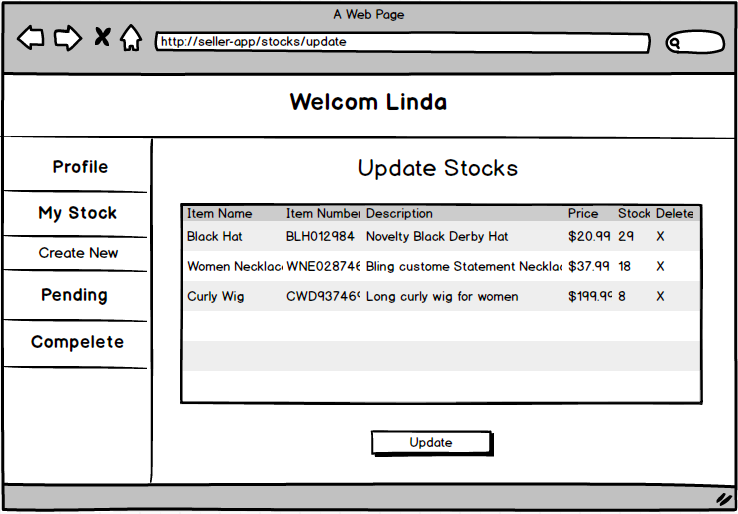 A Web Page
http://seller-app/stocks/update
Welcom Linda
Profile
My Stock
Create New
Pending
Compelete
Update Stocks
Item Name Item Number Description Price Stock Delete
Black Hat BLH012984 Novelty Black Derby Hat $20.99 29 X
Women Necklac WNE028746 Bling custome Statement Necklac $37.99 18 X
Curly Wig CWD937469 Long curly wig for women $199.99 8 X
Update